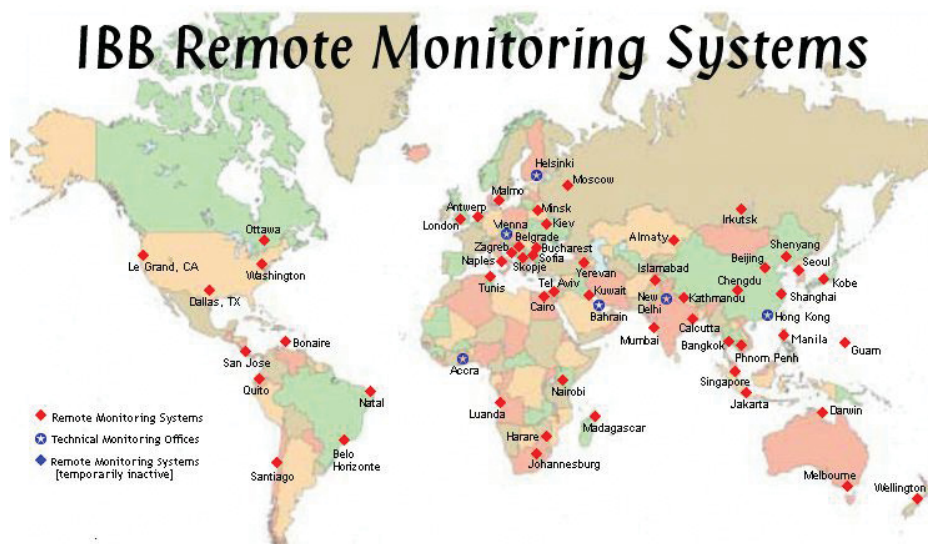 IBB Remote Monitoring Systems
Helsinki
Moscow
Malmo
Antwerp
Minsk
London
Vienna
Kiev
Irkutsk
Ottawa
Belgrade
Almaty
Shenyang
Zagreb
Bucharest
Le Grand, CA
Washington
Naples
Sofia
Skopje
Yerevan
Islamabad
Beijing
Seoul
Dallas, TX
Tunis
Tel Aviv
Kuwait
Chengdu
Kobe
Cairo
Bahrain
New
Delhi
Kathmandu
Shanghai
Calcutta
Hong Kong
Bonaire
Mumbai
Bangkok
Manila
Guam
San Jose
Accra
Phnom Penh
Quito
Natal
Nairobi
Singapore
Jakarta
Luanda
Madagascar
Darwin
Remote Monitoring Systems
Technical Monitoring Offices
Remote Monitoring Systems
[temporarily inactive]
Belo
Horizonte
Harare
Santiago
Johannesburg
Melbourne
Wellington